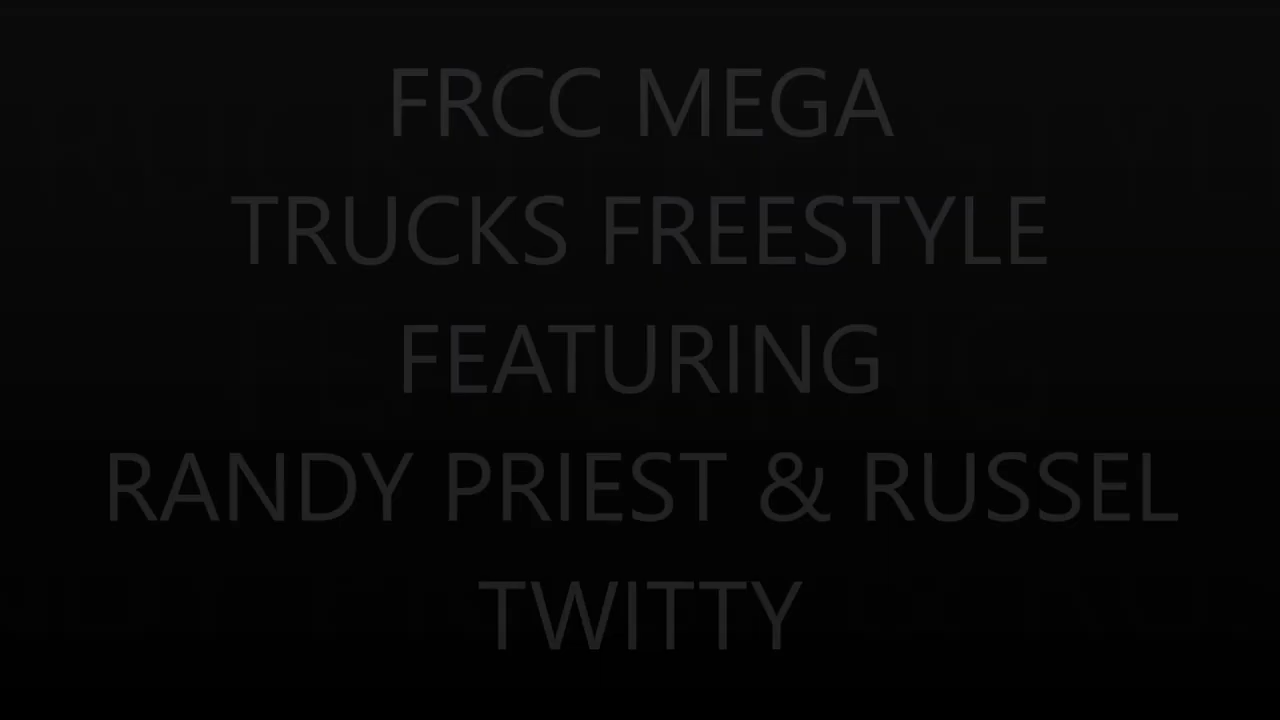 FRCC MEGA
TRUCKS FREESTYLE
FEATURING
RANDY PRIEST & RUSSEL
TWITTY